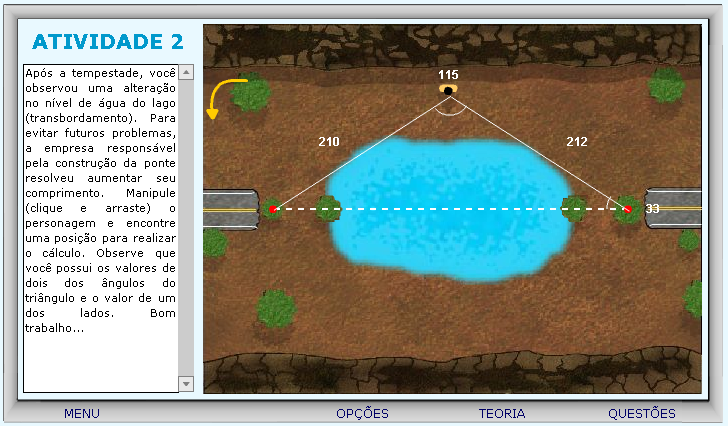 ATIVIDADE 2
Após a tempestade, você
observou uma alteração
no nível de água do lago
(transbordamento). Para
evitar futuros problemas,
a empresa responsável
pela construção da ponte
resolveu aumentar seu
comprimento. Manipule
(clique e arraste) o
personagem e encontre
uma posição para realizar
o cálculo. Observe que
você possui os valores de
dois dos ângulos do
triângulo e o valor de um
dos lados. Bom
trabalho...
115
210
212
33
MENU
OPÇÕES
TEORIA
QUESTÕES